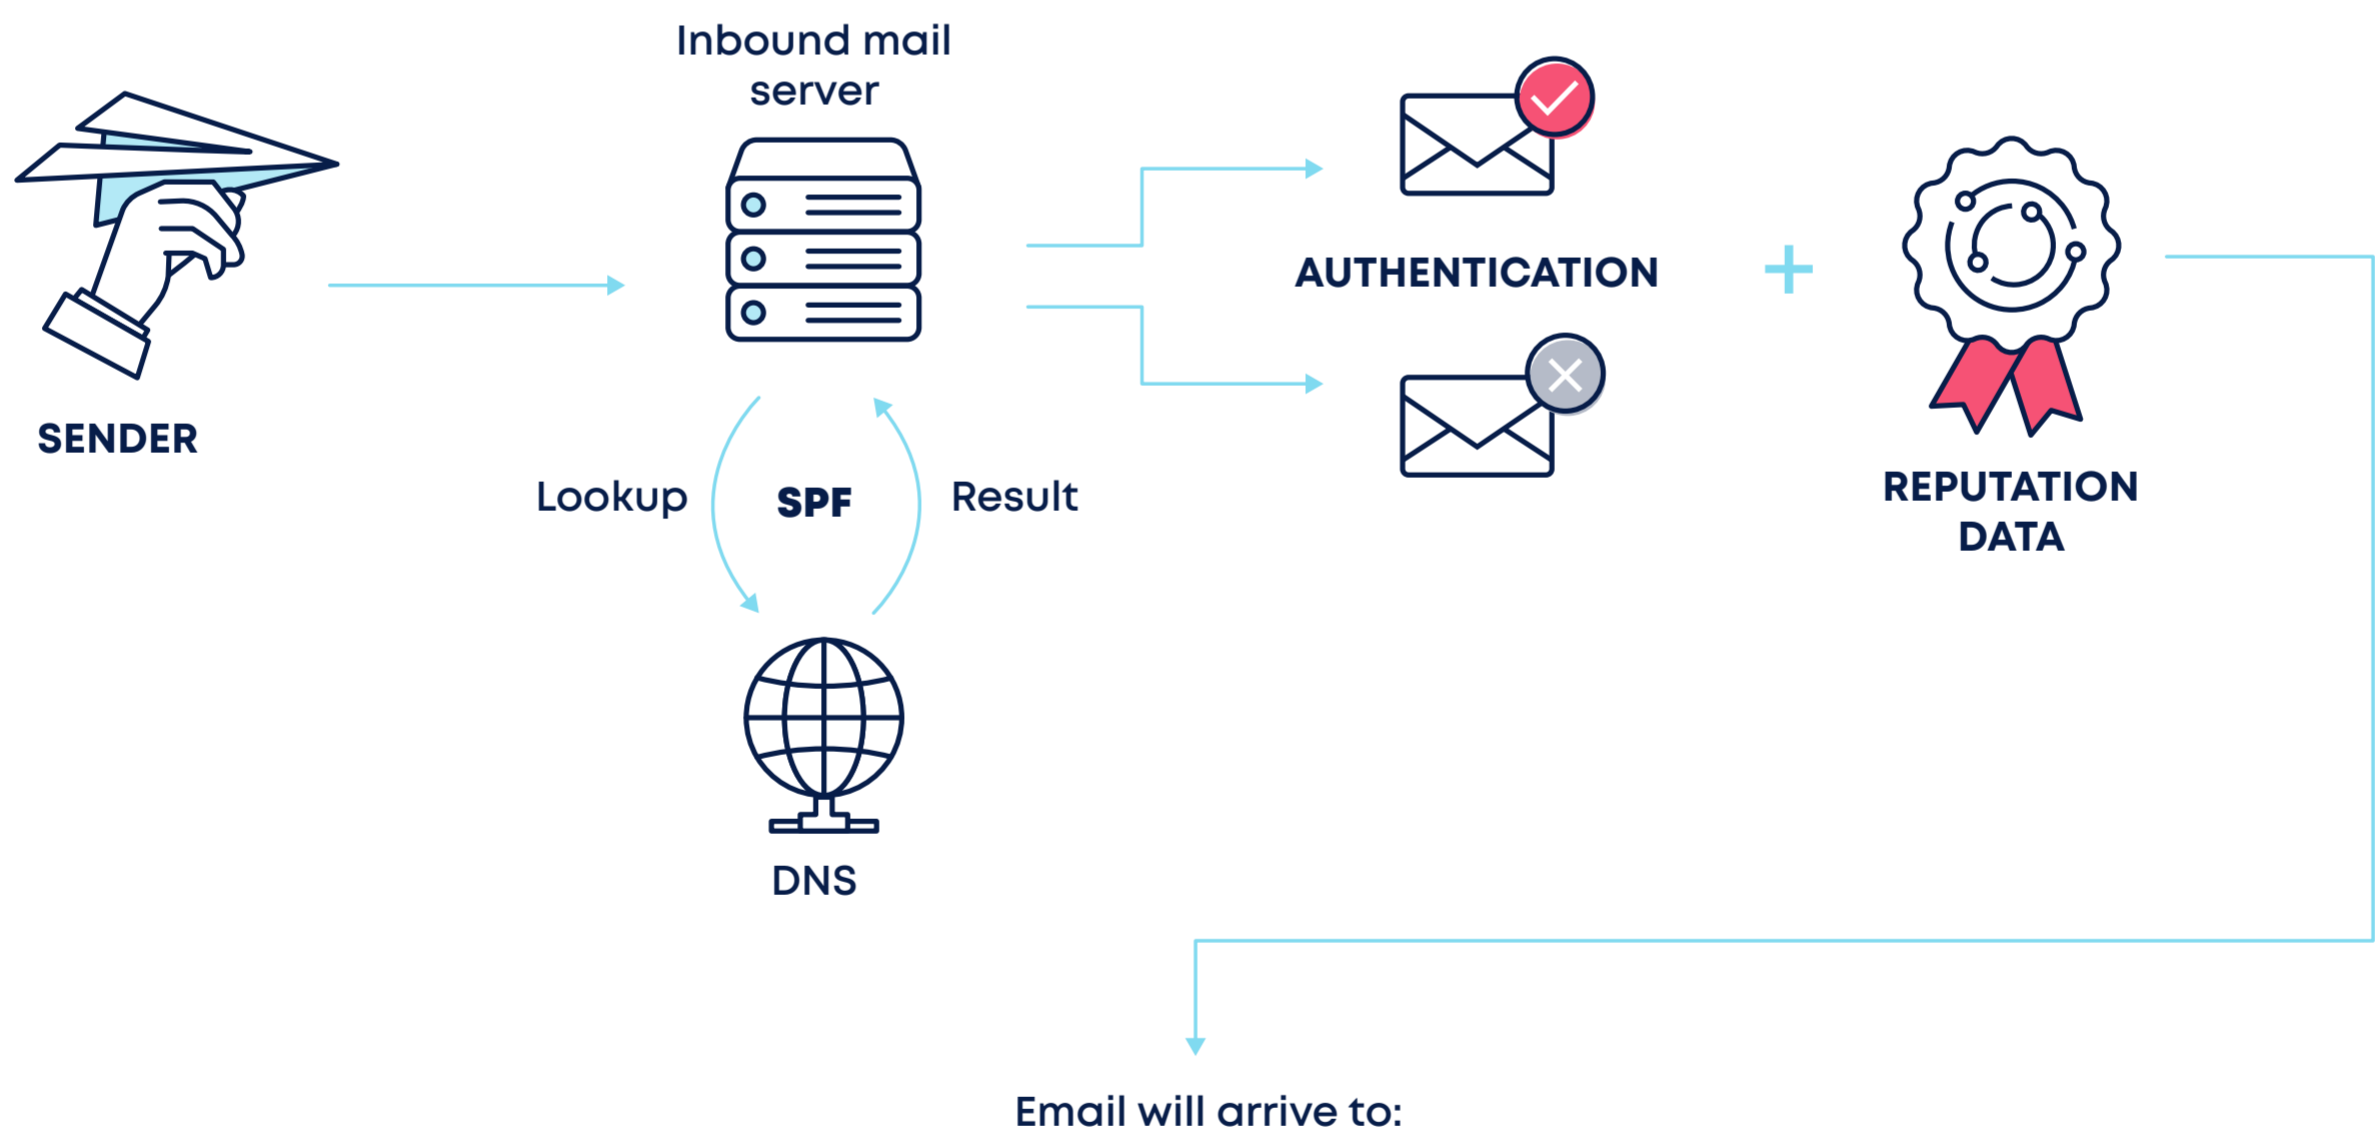 Inbound mail
server
SENDER
AUTHENTICATION
REPUTATION
DATA
Lookup
SPF
Result
DNS
Email will arrive to: